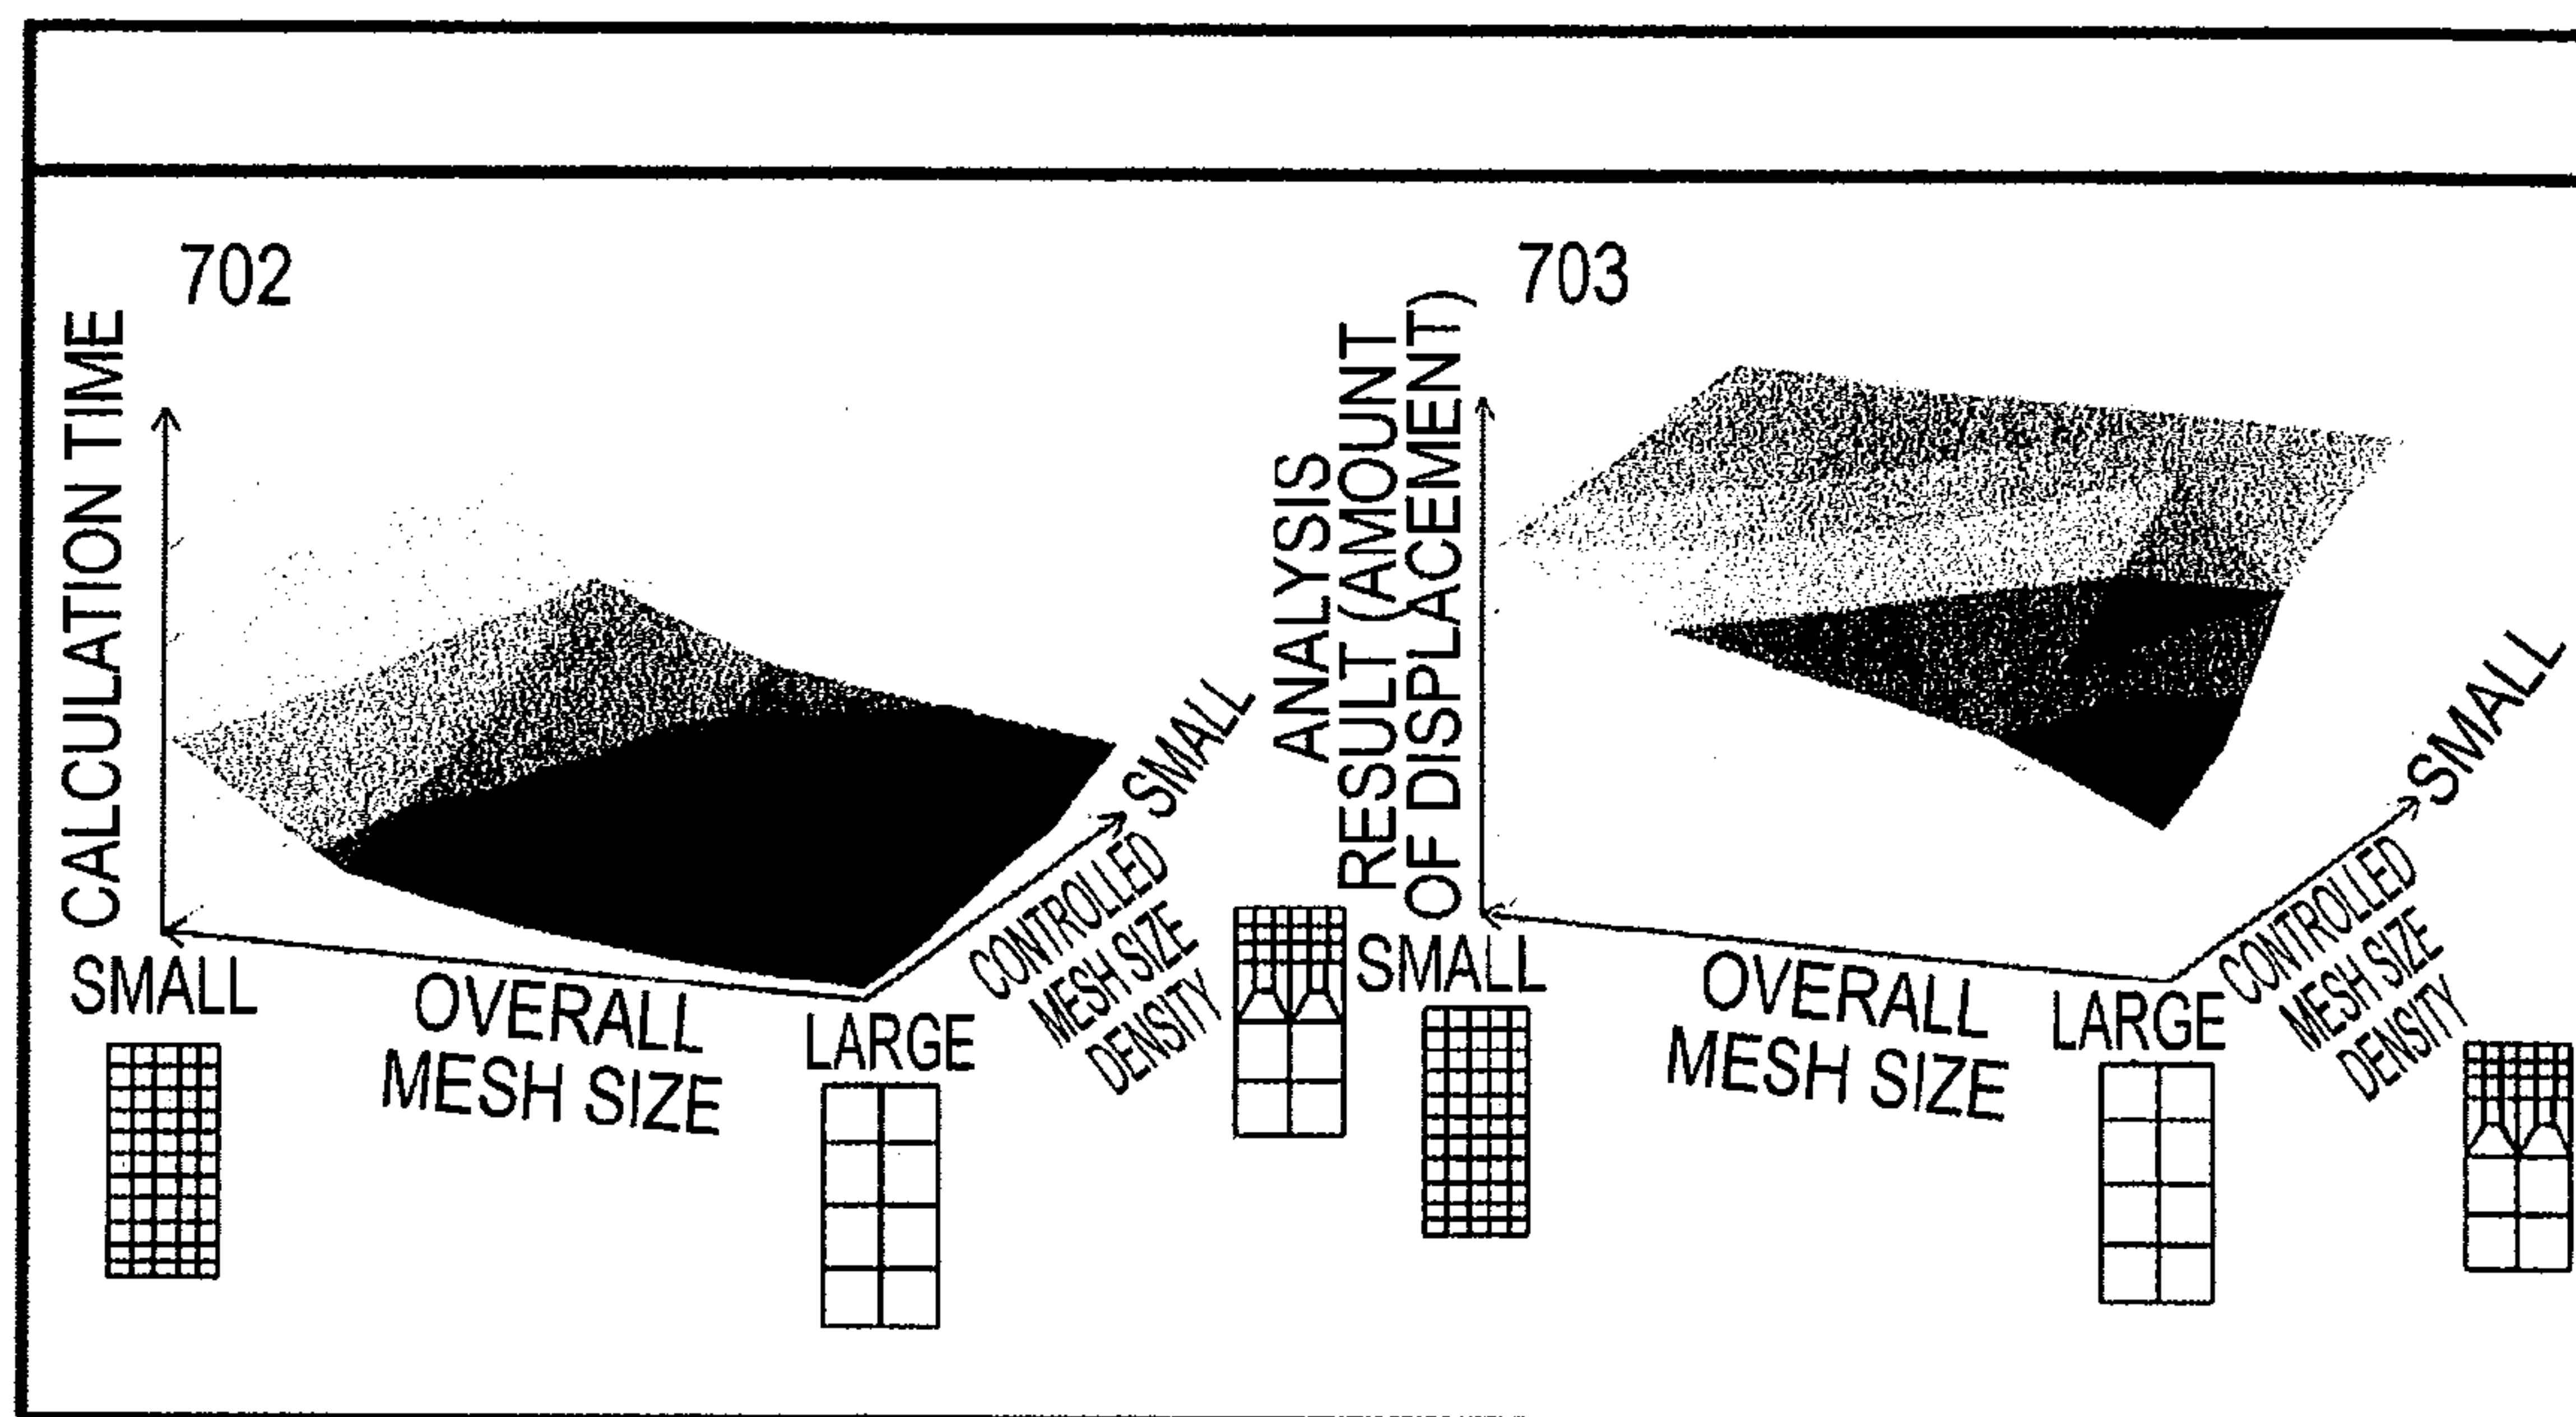 702
CALCULATION TIME
SMALL
OVERALL
MESH SIZE
LARGE
CONTROLLED
MESH SIZE
DENSITY
SMALL
703
ANALYSIS
RESULT (AMOUNT
OF DISPLACEMENT)
SMALL
OVERALL
MESH SIZE
LARGE
CONTROLLED
MESH SIZE
DENSITY
SMALL